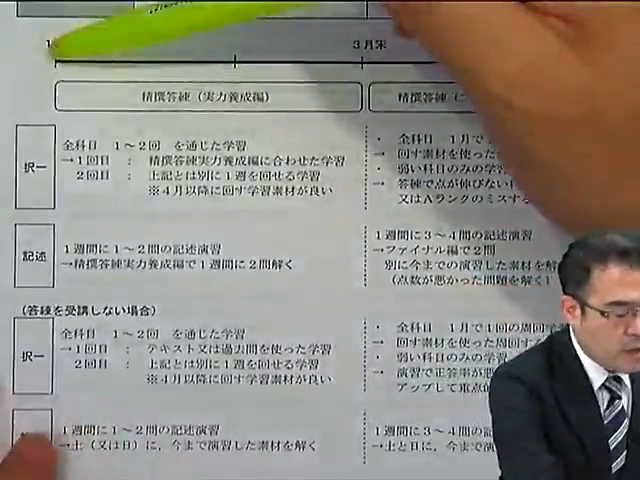 1
3月末
精撰答練(実力養成編)
精撰答練(
択一
全科目 1~2回 を通じた学習
→1回目 : 精撰答練実力養成編に合わせた学習
2回目 : 上記とは別に1週を回せる学習
※4月以降に回す学習素材が良い
・ 全科目 1月で
→ 回す素材を使った
・ 弱い科目のみの学習
→ 答練で点が伸びない
又はAランクのミスする
記述
1週間に1~2問の記述演習
→精撰答練実力養成編で1週間に2問解く
1週間に3~4問の記述演習
→ファイナル編で2問
別に今までの演習した素材を解
(点数が悪かった問題を解く)
(答練を受講しない場合)
択一
全科目 1~2回 を通じた学習
→1回目 : テキスト又は過去問を使った学習
2回目 : 上記とは別に1週を回せる学習
※4月以降に回す学習素材が良い
・ 全科目 1月で1回の周回学
→ 回す素材を使った周回する
・ 弱い科目のみの学習
→ 演習で正答率が悪
アップして重点的
1週間に1~2問の記述演習
→土(又は日)に,今まで演習した素材を解く
1週間に3~4問の記
→土と日に,今まで演